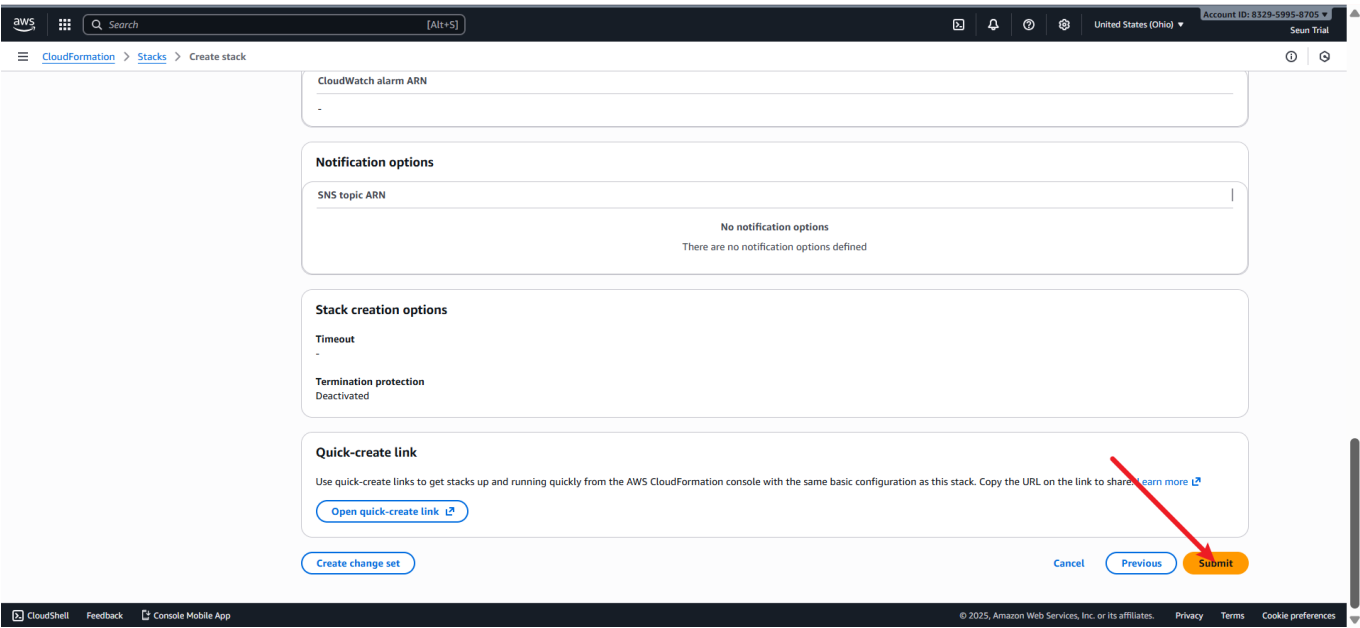 aws
Search [Alt+S]
United States (Ohio)
Account ID: 8329-5995-8705
Seun Trial
CloudFormation > Stacks > Create stack
CloudWatch alarm ARN
-
Notification options
SNS topic ARN
No notification options
There are no notification options defined
Stack creation options
Timeout
-
Termination protection
Deactivated
Quick-create link
Use quick-create links to get stacks up and running quickly from the AWS CloudFormation console with the same basic configuration as this stack. Copy the URL on the link to share. Learn more
Open quick-create link
Create change set
Cancel
Previous
Submit
CloudShell Feedback Console Mobile App
© 2025, Amazon Web Services, Inc. or its affiliates. Privacy Terms Cookie preferences